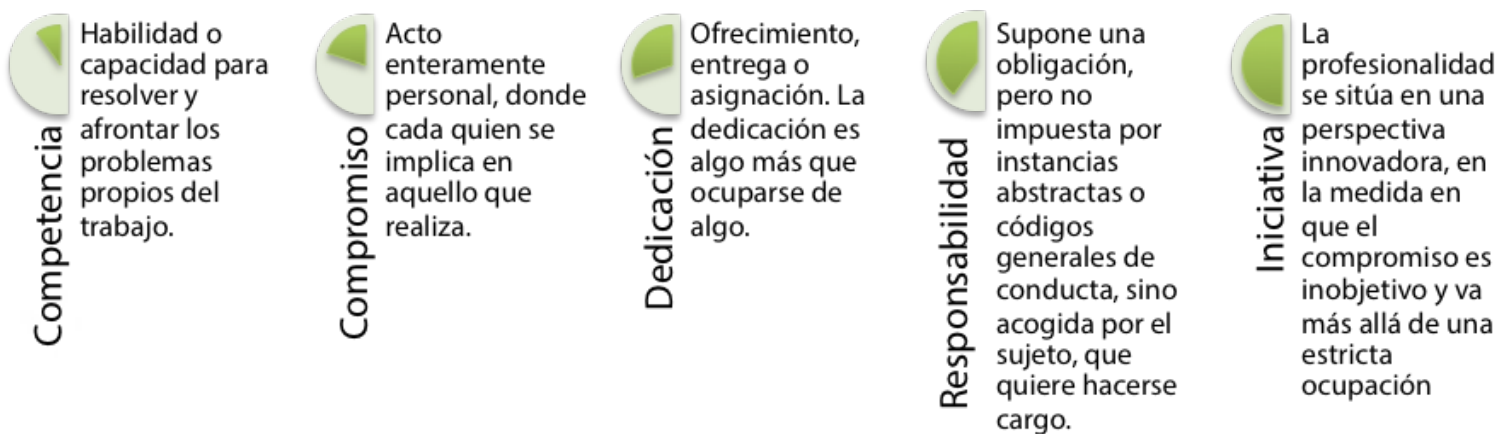 Competencia
Habilidad o
capacidad para
resolver y
afrontar los
problemas
propios del
trabajo.
Compromiso
Acto
enteramente
personal, donde
cada quien se
implica en
aquello que
realiza.
Dedicación
Ofrecimiento,
entrega o
asignación. La
dedicación es
algo más que
ocuparse de
algo.
Responsabilidad
Supone una
obligación,
pero no
impuesta por
instancias
abstractas o
códigos
generales de
conducta, sino
acogida por el
sujeto, que
quiere hacerse
cargo.
Iniciativa
La
profesionalidad
se sitúa en una
perspectiva
innovadora, en
la medida en
que el
compromiso es
inobjetivo y va
más allá de una
estricta
ocupación